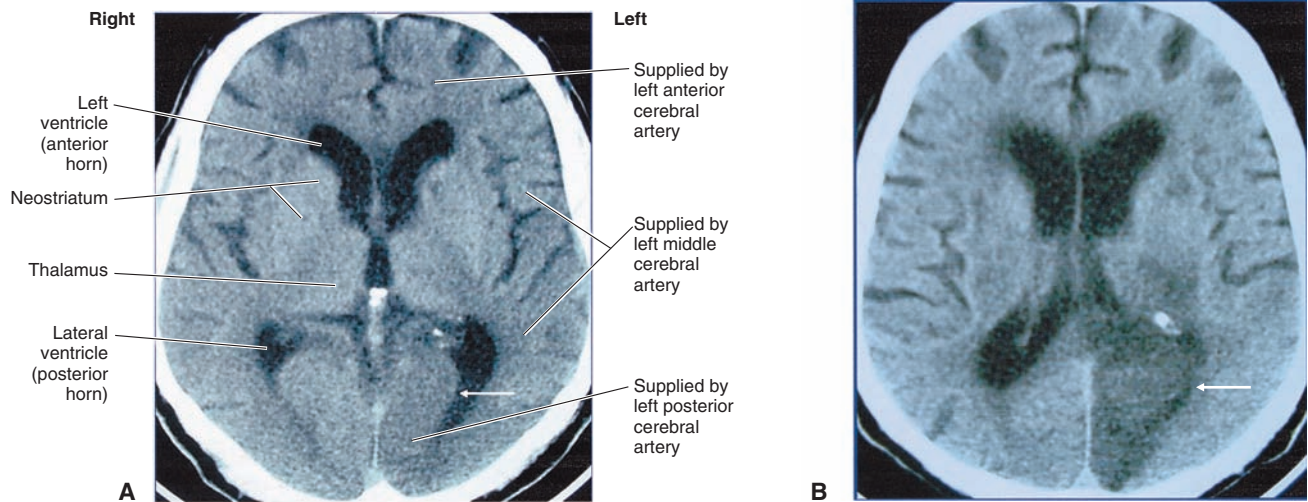 Right
Left
Left
ventricle
(anterior
horn)
Neostriatum
Thalamus
Lateral
ventricle
(posterior
horn)
Supplied by
left anterior
cerebral
artery
Supplied by
left middle
cerebral
artery
Supplied by
left posterior
cerebral
artery
A
B